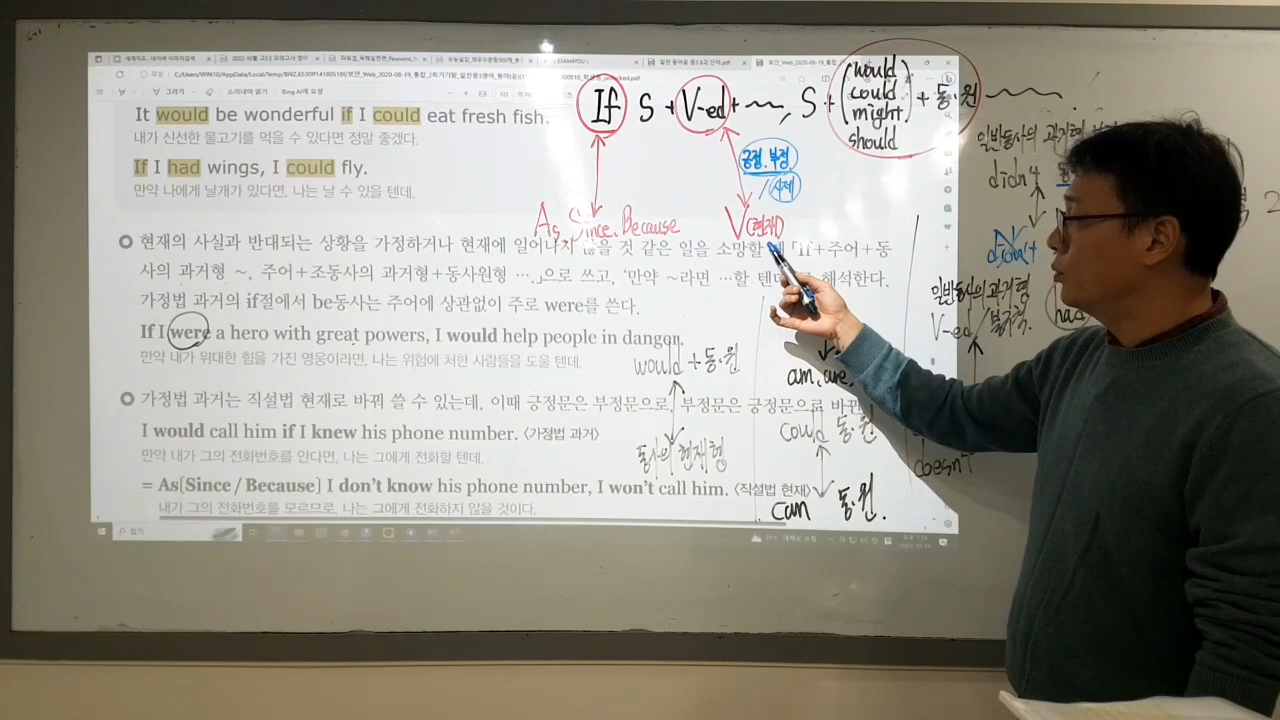 If S + V-ed + ~~, S + (would could might should) + 동.원 ~~~.
It would be wonderful if I could eat fresh fish.
내가 신선한 물고기를 먹을 수 있다면 정말 좋겠다.
If I had wings, I could fly.
만약 나에게 날개가 있다면, 나는 날 수 있을 텐데.
긍정.부정
/시제
As, Since, Because
V(현재)
일반동사의 과거형
didn't
현재의 사실과 반대되는 상황을 가정하거나 현재에 일어나지 않을 것 같은 일을 소망할 때 「If+주어+동
사의 과거형 ~, 주어+조동사의 과거형+동사원형 ….」으로 쓰고, ‘만약 ~라면 …할 텐데’로 해석한다.
가정법 과거의 if절에서 be동사는 주어에 상관없이 주로 were를 쓴다.
If I were a hero with great powers, I would help people in danger.
만약 내가 위대한 힘을 가진 영웅이라면, 나는 위험에 처한 사람들을 도울 텐데.
일반동사의 과거형
V-ed / 부정형.
had
would + 동.원
am, are,
가정법 과거는 직설법 현재로 바꿔 쓸 수 있는데, 이때 긍정문은 부정문으로, 부정문은 긍정문으로 바뀐
I would call him if I knew his phone number. 〈가정법 과거〉
만약 내가 그의 전화번호를 안다면, 나는 그에게 전화할 텐데.
could 동.원
동사의 현재형
doesn't
= As[Since / Because] I don't know his phone number, I won't call him. 〈직설법 현재〉
내가 그의 전화번호를 모르므로, 나는 그에게 전화하지 않을 것이다.
can 동.원.